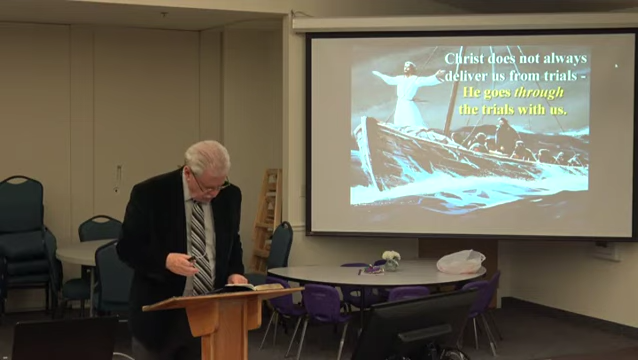 Christ does not always
deliver us from trials -
He goes through
the trials with us.